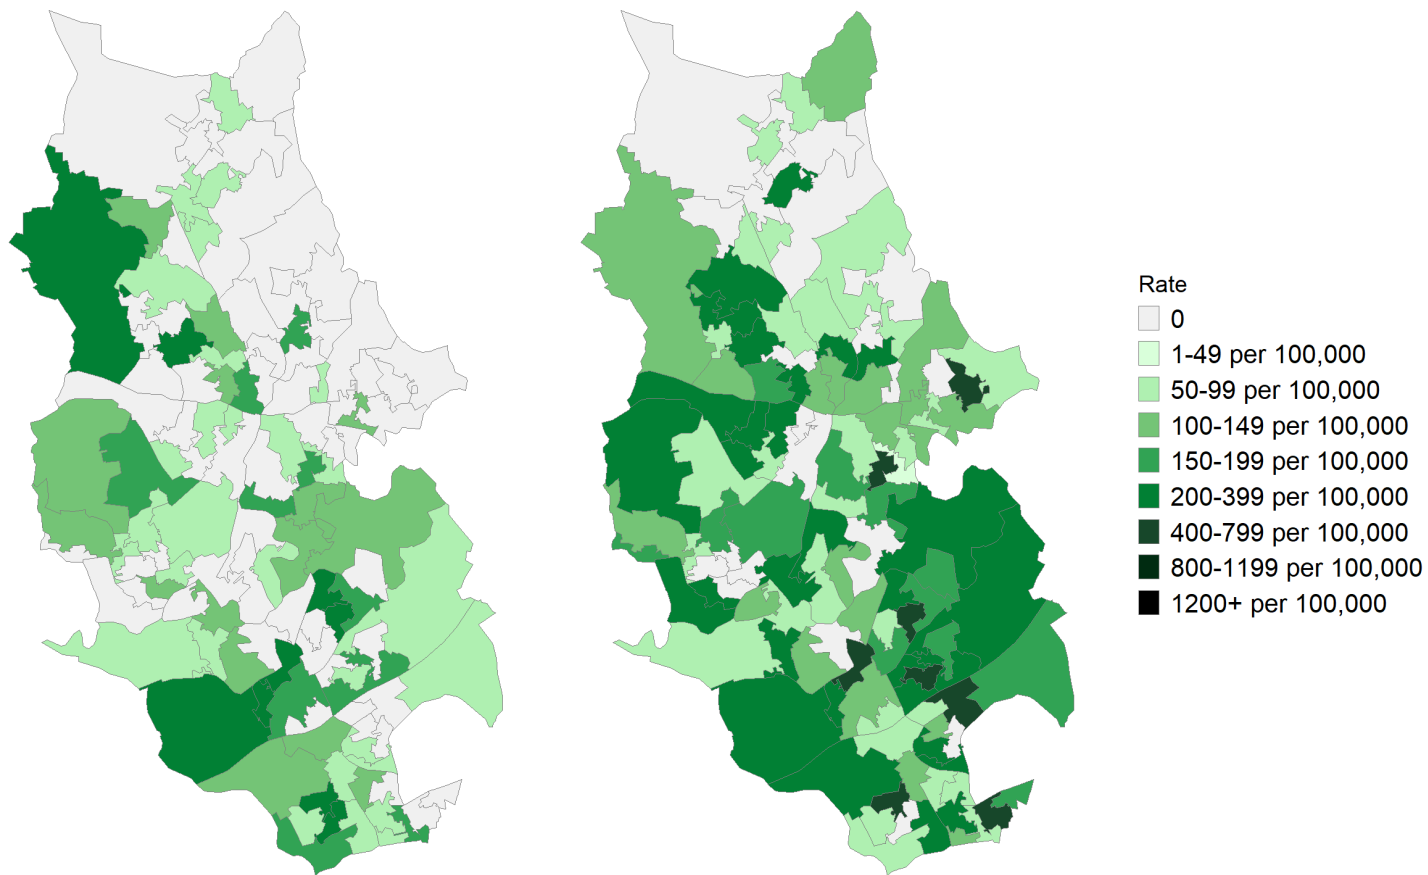 Rate
0
1-49 per 100,000
50-99 per 100,000
100-149 per 100,000
150-199 per 100,000
200-399 per 100,000
400-799 per 100,000
800-1199 per 100,000
1200+ per 100,000